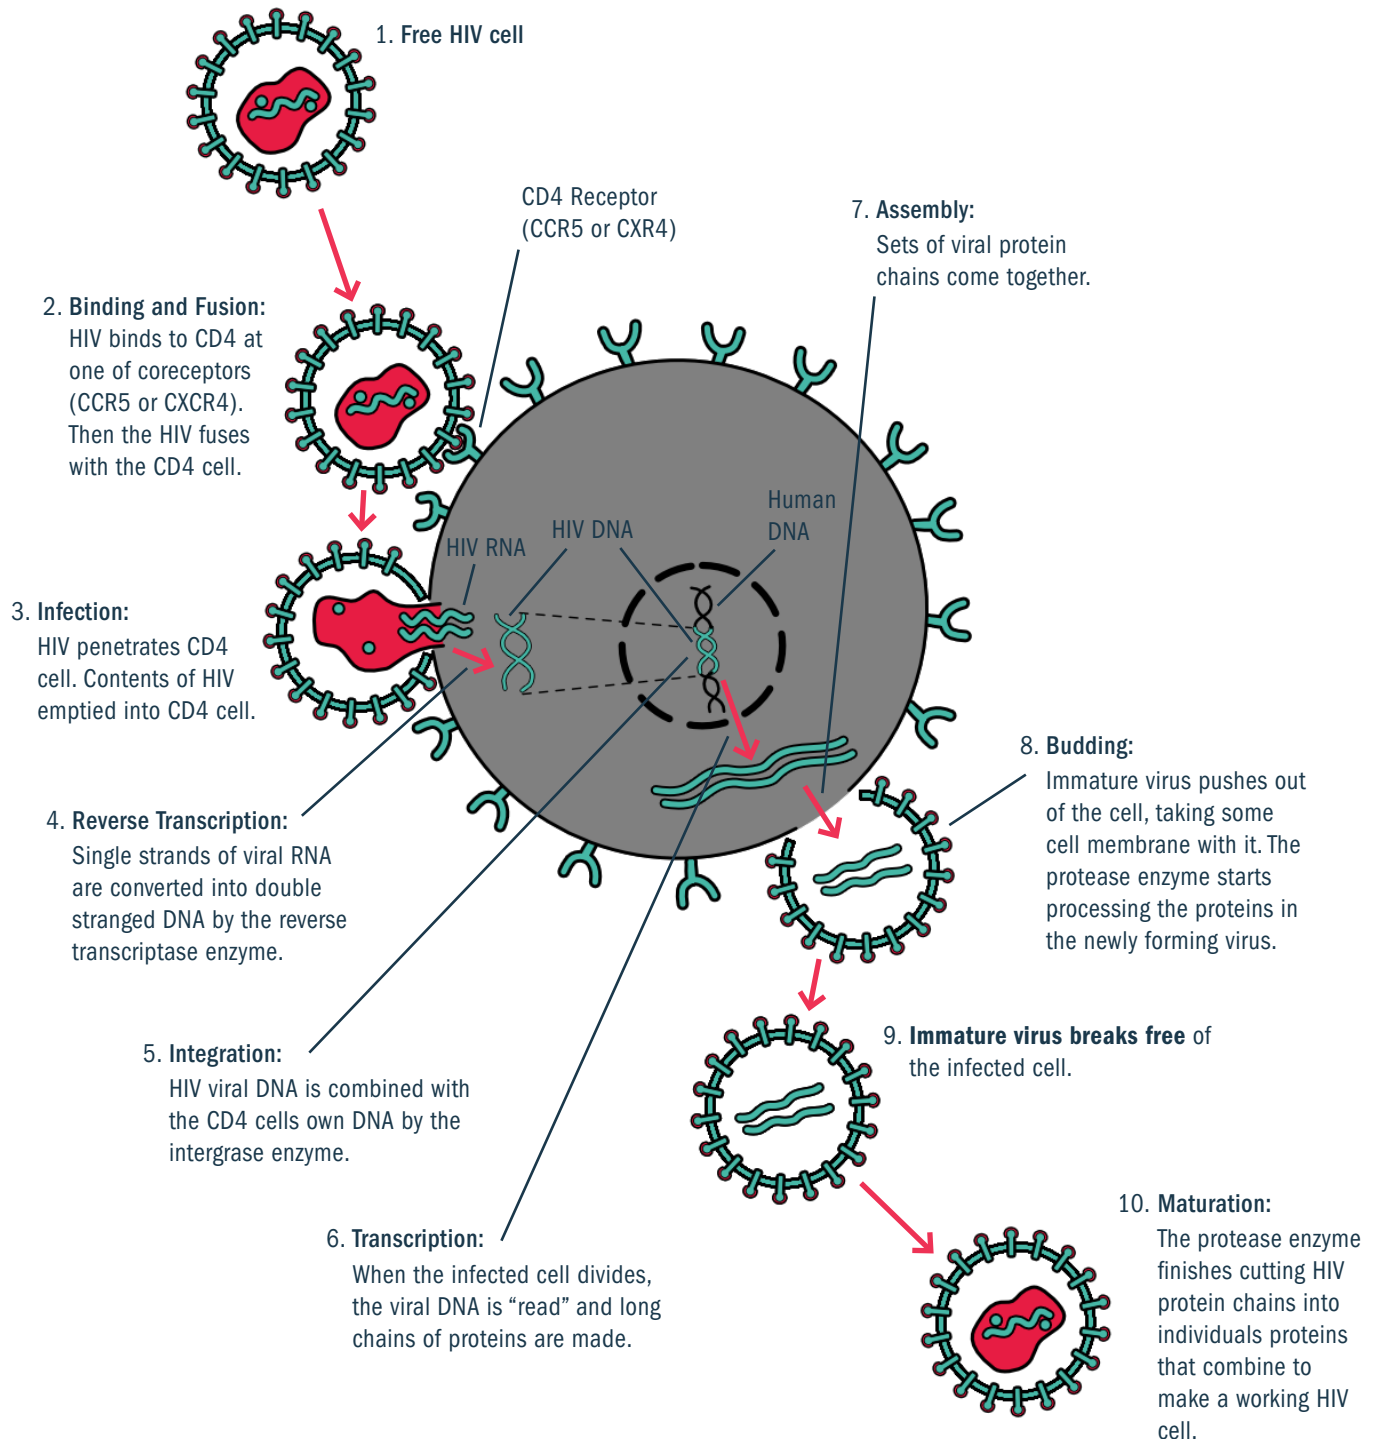 1. Free HIV cell
CD4 Receptor
(CCR5 or CXR4)
2. Binding and Fusion:
HIV binds to CD4 at
one of coreceptors
(CCR5 or CXCR4).
Then the HIV fuses
with the CD4 cell.
HIV RNA
HIV DNA
Human
DNA
3. Infection:
HIV penetrates CD4
cell. Contents of HIV
emptied into CD4 cell.
4. Reverse Transcription:
Single strands of viral RNA
are converted into double
stranged DNA by the reverse
transcriptase enzyme.
5. Integration:
HIV viral DNA is combined with
the CD4 cells own DNA by the
intergrase enzyme.
6. Transcription:
When the infected cell divides,
the viral DNA is “read” and long
chains of proteins are made.
7. Assembly:
Sets of viral protein
chains come together.
8. Budding:
Immature virus pushes out
of the cell, taking some
cell membrane with it. The
protease enzyme starts
processing the proteins in
the newly forming virus.
9. Immature virus breaks free of
the infected cell.
10. Maturation:
The protease enzyme
finishes cutting HIV
protein chains into
individuals proteins
that combine to
make a working HIV
cell.